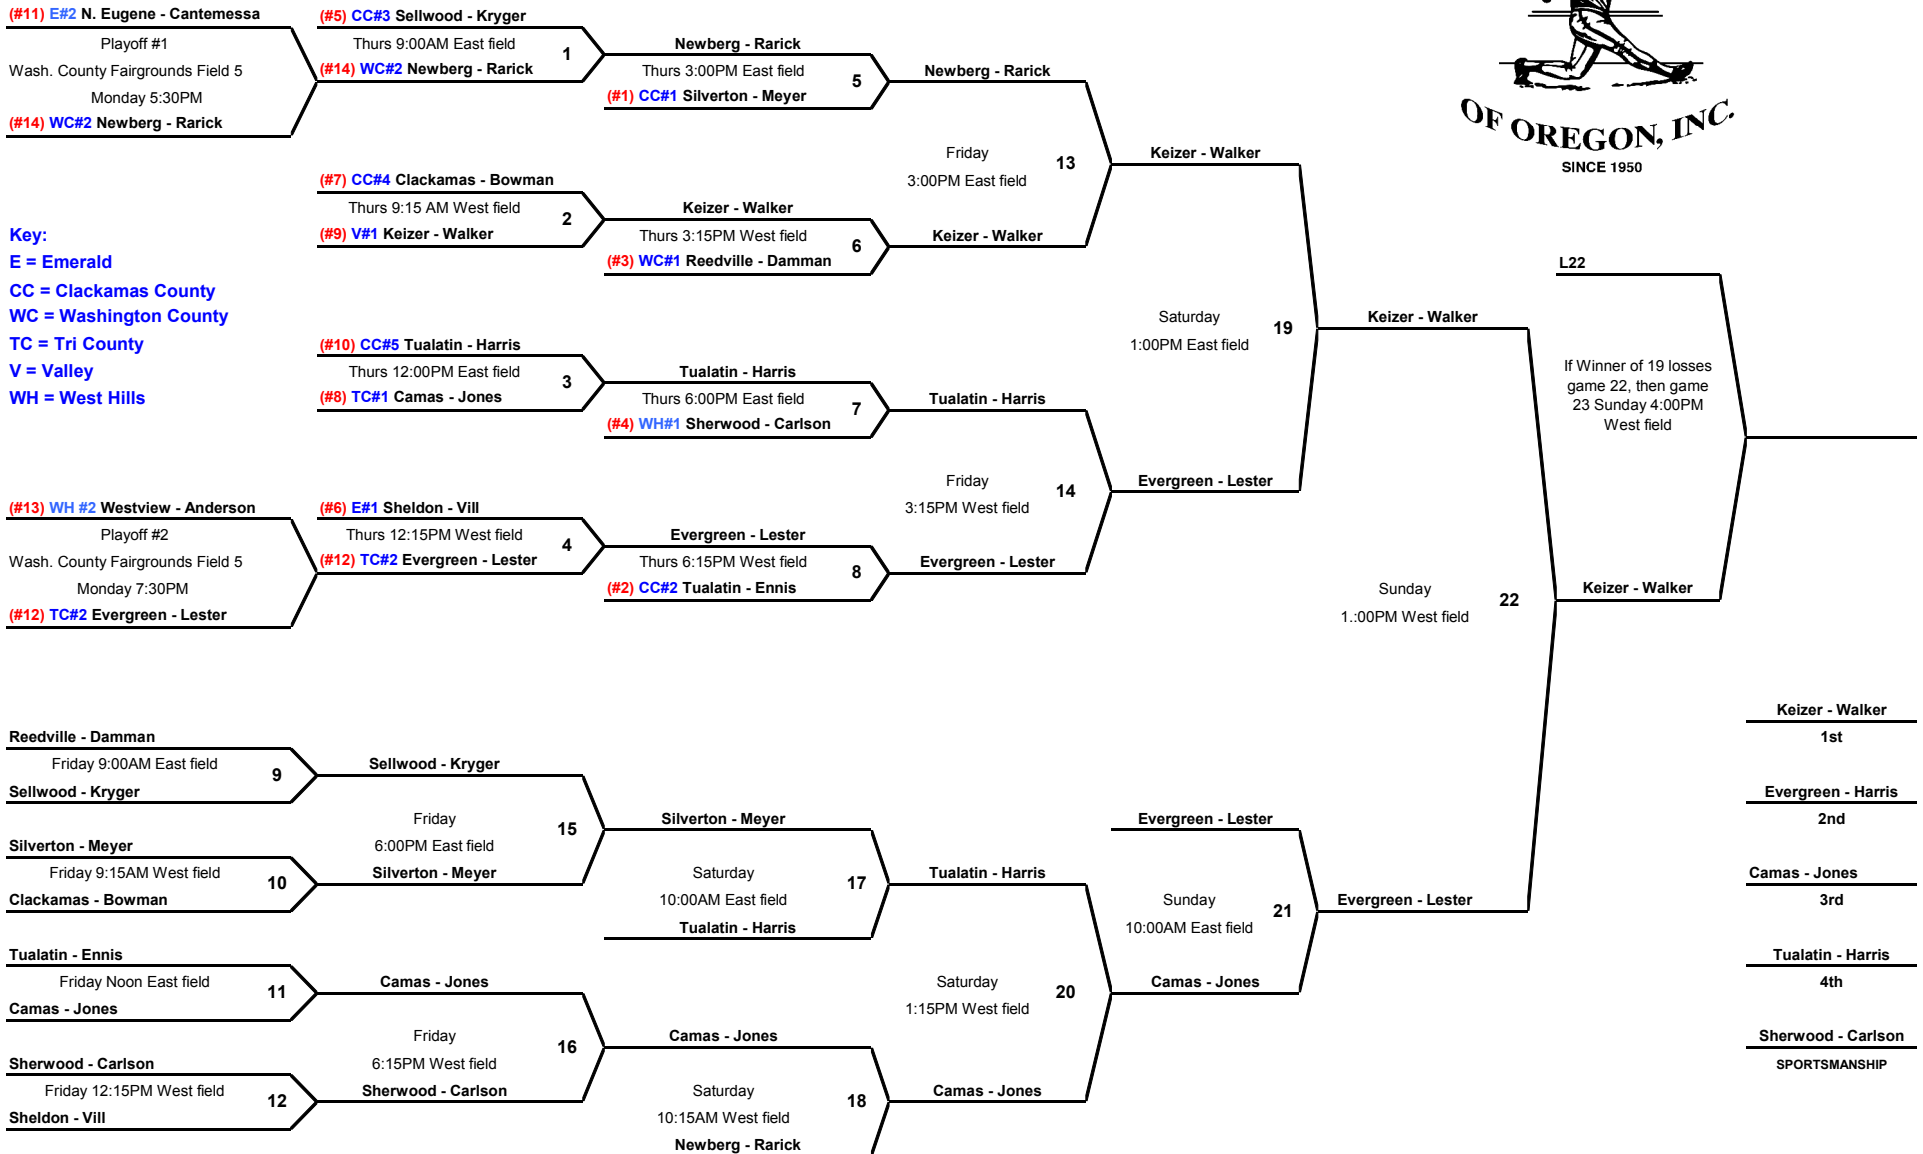 (#11) E#2 N. Eugene - Cantemessa
Playoff #1
Wash. County Fairgrounds Field 5
Monday 5:30PM
(#14) WC#2 Newberg - Rarick
Key:
E = Emerald
CC = Clackamas County
WC = Washington County
TC = Tri County
V = Valley
WH = West Hills
(#13) WH #2 Westview - Anderson
Playoff #2
Wash. County Fairgrounds Field 5
Monday 7:30PM
(#12) TC#2 Evergreen - Lester
(#5) CC#3 Sellwood - Kryger
Thurs 9:00AM East field
1
(#14) WC#2 Newberg - Rarick
(#7) CC#4 Clackamas - Bowman
Thurs 9:15 AM West field
2
(#9) V#1 Keizer - Walker
(#10) CC#5 Tualatin - Harris
Thurs 12:00PM East field
3
(#8) TC#1 Camas - Jones
(#6) E#1 Sheldon - Vill
Thurs 12:15PM West field
4
(#12) TC#2 Evergreen - Lester
Newberg - Rarick
Thurs 3:00PM East field
5
(#1) CC#1 Silverton - Meyer
Keizer - Walker
Thurs 3:15PM West field
6
(#3) WC#1 Reedville - Damman
Tualatin - Harris
Thurs 6:00PM East field
7
(#4) WH#1 Sherwood - Carlson
Evergreen - Lester
Thurs 6:15PM West field
8
(#2) CC#2 Tualatin - Ennis
Newberg - Rarick
Friday
13
3:00PM East field
Keizer - Walker
Tualatin - Harris
Friday
14
3:15PM West field
Evergreen - Lester
Keizer - Walker
Saturday
19
1:00PM East field
Evergreen - Lester
Keizer - Walker
Sunday
22
1.:00PM West field
OF OREGON, INC.
SINCE 1950
L22
If Winner of 19 losses
game 22, then game
23 Sunday 4:00PM
West field
Keizer - Walker
Reedville - Damman
Friday 9:00AM East field
9
Sellwood - Kryger
Silverton - Meyer
Friday 9:15AM West field
10
Clackamas - Bowman
Tualatin - Ennis
Friday Noon East field
11
Camas - Jones
Sherwood - Carlson
Friday 12:15PM West field
12
Sheldon - Vill
Sellwood - Kryger
Friday
15
6:00PM East field
Silverton - Meyer
Camas - Jones
Friday
16
6:15PM West field
Sherwood - Carlson
Silverton - Meyer
Saturday
17
10:00AM East field
Tualatin - Harris
Camas - Jones
Saturday
18
10:15AM West field
Newberg - Rarick
Tualatin - Harris
Saturday
20
1:15PM West field
Camas - Jones
Evergreen - Lester
Sunday
21
10:00AM East field
Camas - Jones
Evergreen - Lester
Keizer - Walker
1st
Evergreen - Harris
2nd
Camas - Jones
3rd
Tualatin - Harris
4th
Sherwood - Carlson
SPORTSMANSHIP